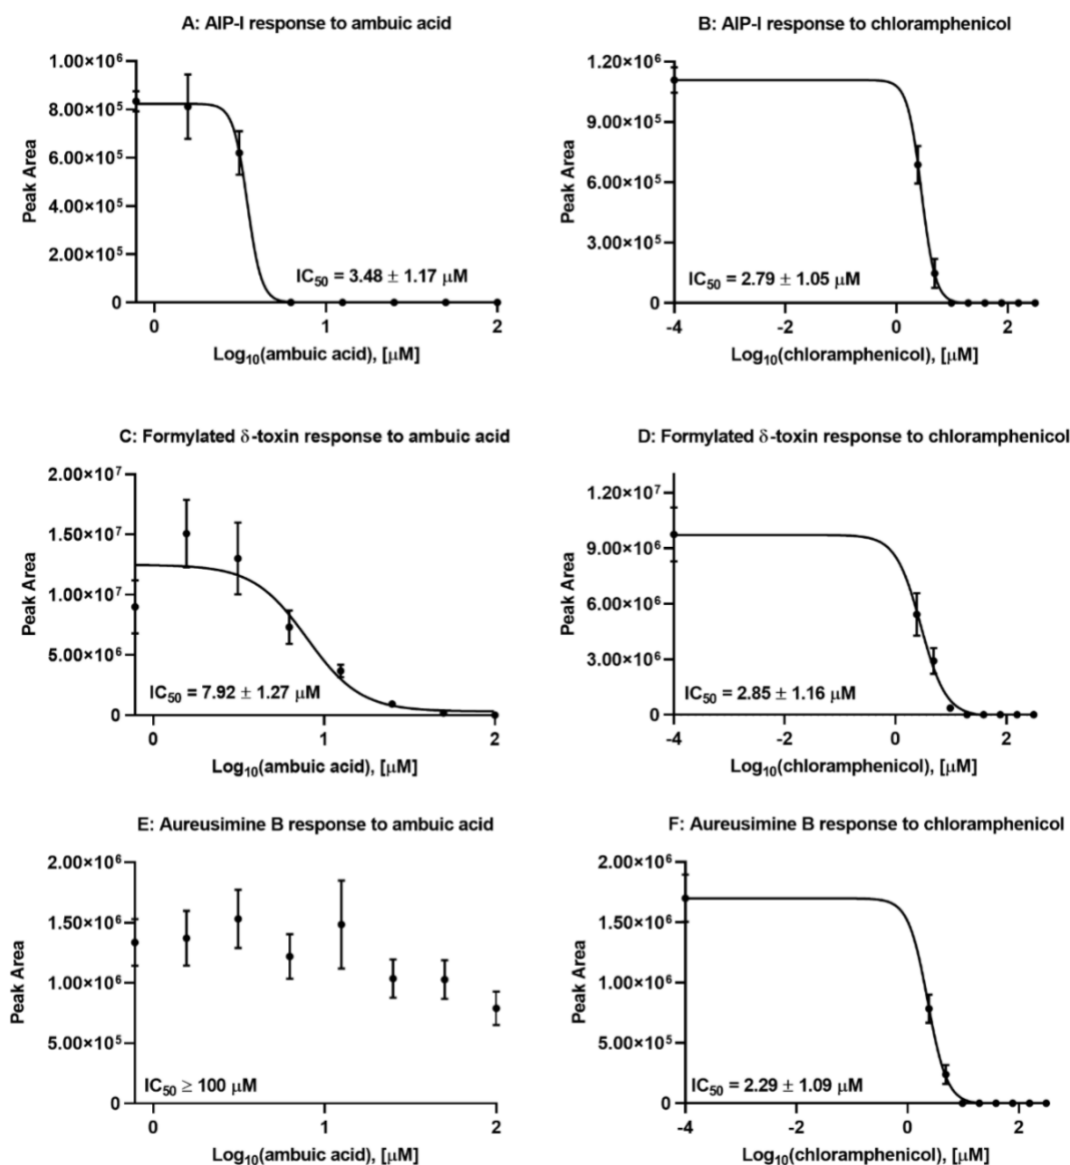 A: AIP-I response to ambuic acid
1.00×10⁶
8.00×10⁵
6.00×10⁵
4.00×10⁵
2.00×10⁵
0
Peak Area
IC₅₀ = 3.48 ± 1.17 μM
0 1 2
Log₁₀(ambuic acid), [μM]
B: AIP-I response to chloramphenicol
1.20×10⁶
9.00×10⁵
6.00×10⁵
3.00×10⁵
0
Peak Area
IC₅₀ = 2.79 ± 1.05 μM
-4 -2 0 2
Log₁₀(chloramphenicol), [μM]
C: Formylated δ-toxin response to ambuic acid
2.00×10⁷
1.50×10⁷
1.00×10⁷
5.00×10⁶
0
Peak Area
IC₅₀ = 7.92 ± 1.27 μM
0 1 2
Log₁₀(ambuic acid), [μM]
D: Formylated δ-toxin response to chloramphenicol
1.20×10⁷
9.00×10⁶
6.00×10⁶
3.00×10⁶
0
Peak Area
IC₅₀ = 2.85 ± 1.16 μM
-4 -2 0 2
Log₁₀(chloramphenicol), [μM]
E: Aureusimine B response to ambuic acid
2.00×10⁶
1.50×10⁶
1.00×10⁶
5.00×10⁵
0
Peak Area
IC₅₀ ≥ 100 μM
0 1 2
Log₁₀(ambuic acid), [μM]
F: Aureusimine B response to chloramphenicol
2.00×10⁶
1.50×10⁶
1.00×10⁶
5.00×10⁵
0
Peak Area
IC₅₀ = 2.29 ± 1.09 μM
-4 -2 0 2
Log₁₀(chloramphenicol), [μM]